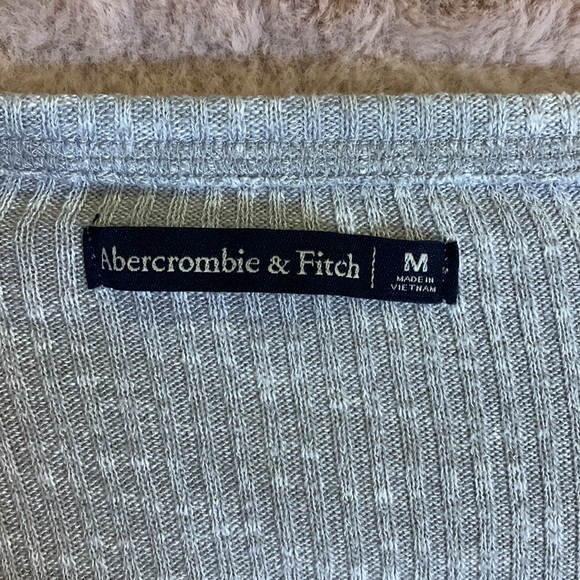 Abercrombie & Fitch | M
MADE IN
VIETNAM